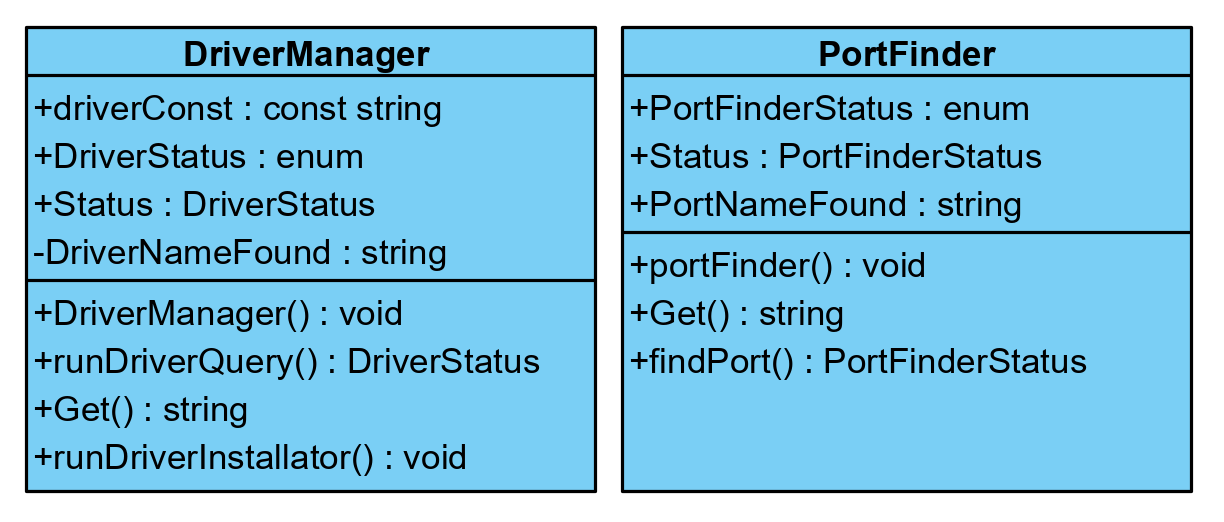 DriverManager
+driverConst : const string
+DriverStatus : enum
+Status : DriverStatus
-DriverNameFound : string
+DriverManager() : void
+runDriverQuery() : DriverStatus
+Get() : string
+runDriverInstallator() : void
PortFinder
+PortFinderStatus : enum
+Status : PortFinderStatus
+PortNameFound : string
+portFinder() : void
+Get() : string
+findPort() : PortFinderStatus